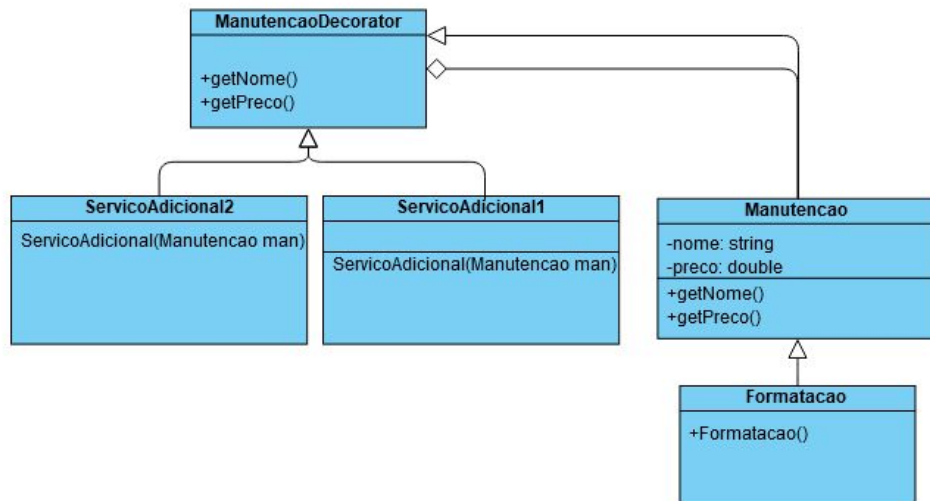 ManutencaoDecorator
+getNome()
+getPreco()
ServicoAdicional2
ServicoAdicional(Manutencao man)
ServicoAdicional1
ServicoAdicional(Manutencao man)
Manutencao
-nome: string
-preco: double
+getNome()
+getPreco()
Formatacao
+Formatacao()